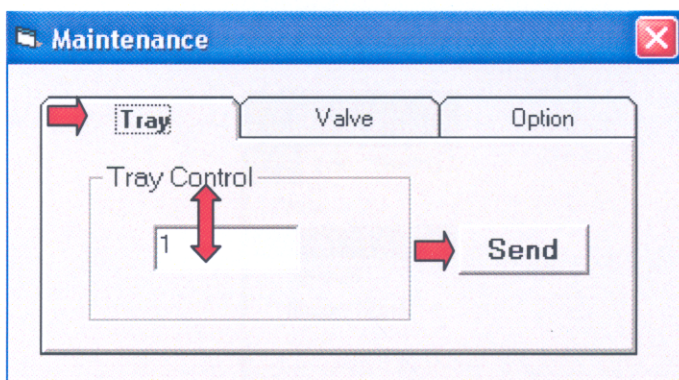 Maintenance
Tray Valve Option
Tray Control
1
Send